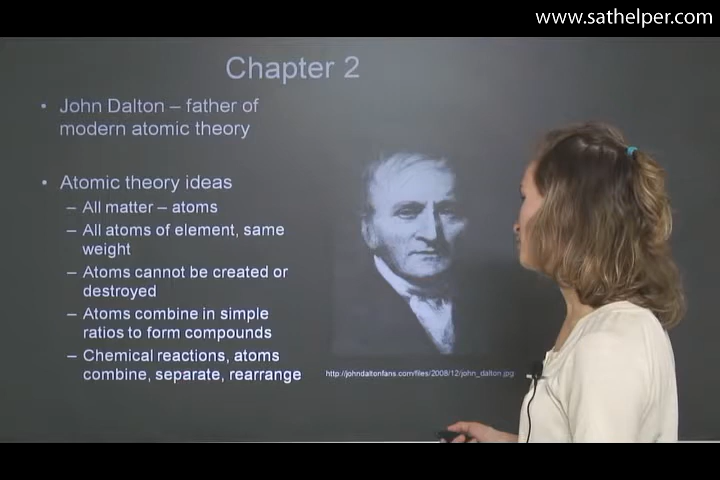 www.sathelper.com
Chapter 2
• John Dalton – father of
modern atomic theory
• Atomic theory ideas
– All matter – atoms
– All atoms of element, same
weight
– Atoms cannot be created or
destroyed
– Atoms combine in simple
ratios to form compounds
– Chemical reactions, atoms
combine, separate, rearrange
http://johndaltonfans.com/files/2008/12/john_dalton.jpg